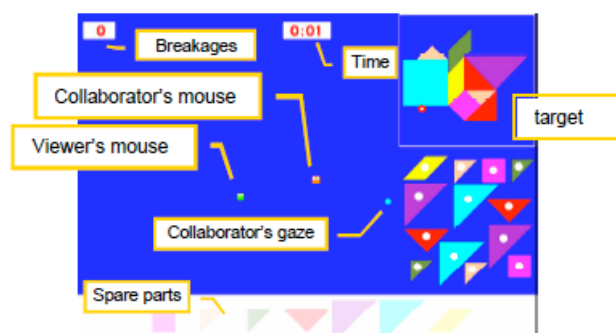 0
0:01
Breakages
Time
Collaborator's mouse
target
Viewer's mouse
Collaborator's gaze
Spare parts